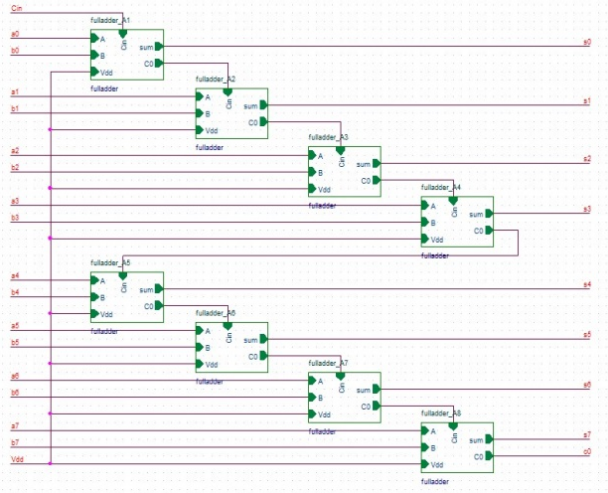 Cin
fulladder_A1
a0 A Cin sum s0
b0 B C0
Vdd
fulladder
fulladder_A2
a1 A Cin sum s1
b1 B C0
Vdd
fulladder
fulladder_A3
a2 A Cin sum s2
b2 B C0
Vdd
fulladder
fulladder_A4
a3 A Cin sum s3
b3 B C0
Vdd
fulladder
fulladder_A5
a4 A Cin sum s4
b4 B C0
Vdd
fulladder
fulladder_A6
a5 A Cin sum s5
b5 B C0
Vdd
fulladder
fulladder_A7
a6 A Cin sum s6
b6 B C0
Vdd
fulladder
fulladder_A8
a7 A Cin sum s7
b7 B C0 c0
Vdd Vdd
fulladder